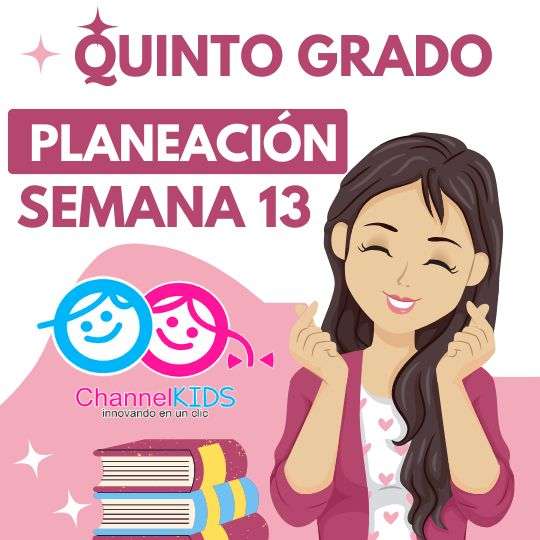 QUINTO GRADO
PLANEACIÓN
SEMANA 13
ChannelKIDS
innovando en un clic